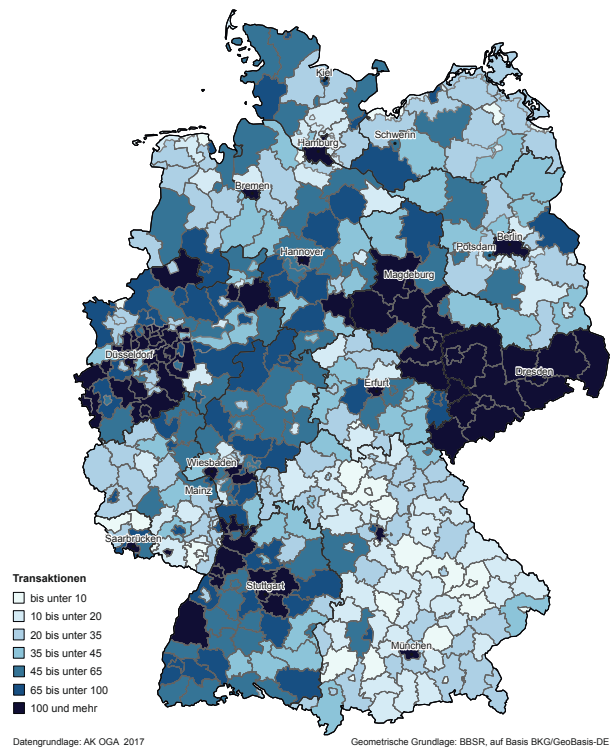 Kiel
Schwerin
Hamburg
Bremen
Berlin
Potsdam
Hannover
Magdeburg
Düsseldorf
Dresden
Erfurt
Wiesbaden
Mainz
Saarbrücken
Stuttgart
München
Transaktionen
bis unter 10
10 bis unter 20
20 bis unter 35
35 bis unter 45
45 bis unter 65
65 bis unter 100
100 und mehr
Datengrundlage: AK OGA 2017
Geometrische Grundlage: BBSR, auf Basis BKG/GeoBasis-DE